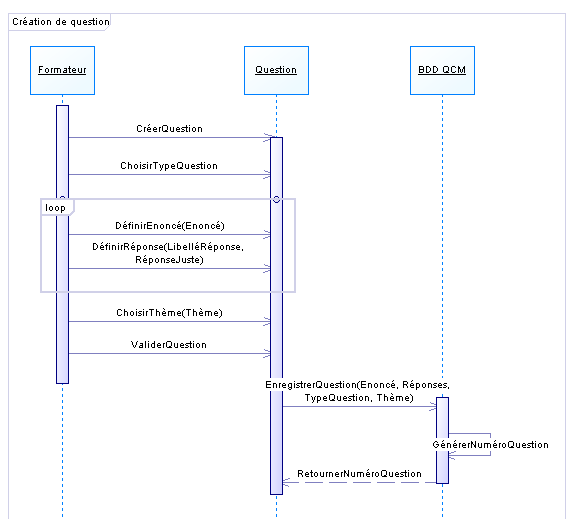 Création de question
Formateur
Question
BDD QCM
CréerQuestion
ChoisirTypeQuestion
loop
DéfinirEnoncé(Enoncé)
DéfinirRéponse(LibelléRéponse,
RéponseJuste)
ChoisirThème(Thème)
ValiderQuestion
EnregistrerQuestion(Enoncé, Réponses,
TypeQuestion, Thème)
GénérerNuméroQuestion
RetournerNuméroQuestion